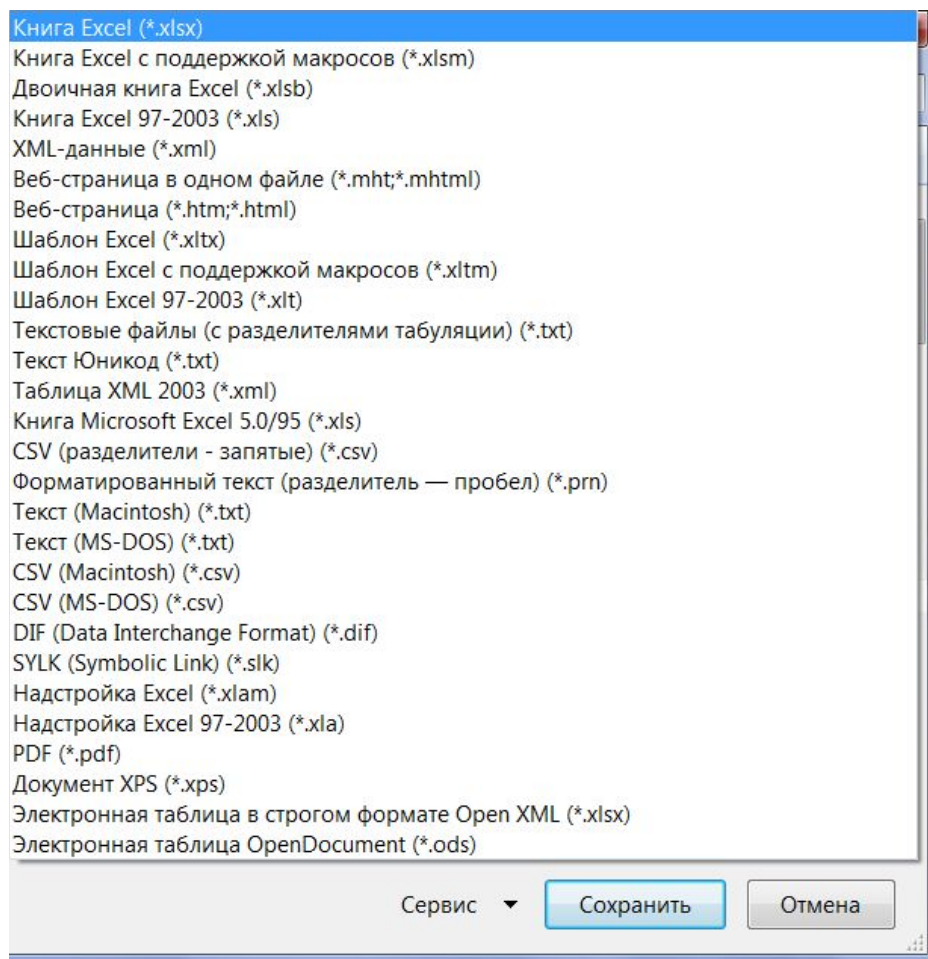 Книга Excel (*.xlsx)
Книга Excel с поддержкой макросов (*.xlsm)
Двоичная книга Excel (*.xlsb)
Книга Excel 97-2003 (*.xls)
XML-данные (*.xml)
Веб-страница в одном файле (*.mht;*.mhtml)
Веб-страница (*.htm;*.html)
Шаблон Excel (*.xltx)
Шаблон Excel с поддержкой макросов (*.xltm)
Шаблон Excel 97-2003 (*.xlt)
Текстовые файлы (с разделителями табуляции) (*.txt)
Текст Юникод (*.txt)
Таблица XML 2003 (*.xml)
Книга Microsoft Excel 5.0/95 (*.xls)
CSV (разделители - запятые) (*.csv)
Форматированный текст (разделитель — пробел) (*.prn)
Текст (Macintosh) (*.txt)
Текст (MS-DOS) (*.txt)
CSV (Macintosh) (*.csv)
CSV (MS-DOS) (*.csv)
DIF (Data Interchange Format) (*.dif)
SYLK (Symbolic Link) (*.slk)
Надстройка Excel (*.xlam)
Надстройка Excel 97-2003 (*.xla)
PDF (*.pdf)
Документ XPS (*.xps)
Электронная таблица в строгом формате Open XML (*.xlsx)
Электронная таблица OpenDocument (*.ods)
Сервис Сохранить Отмена